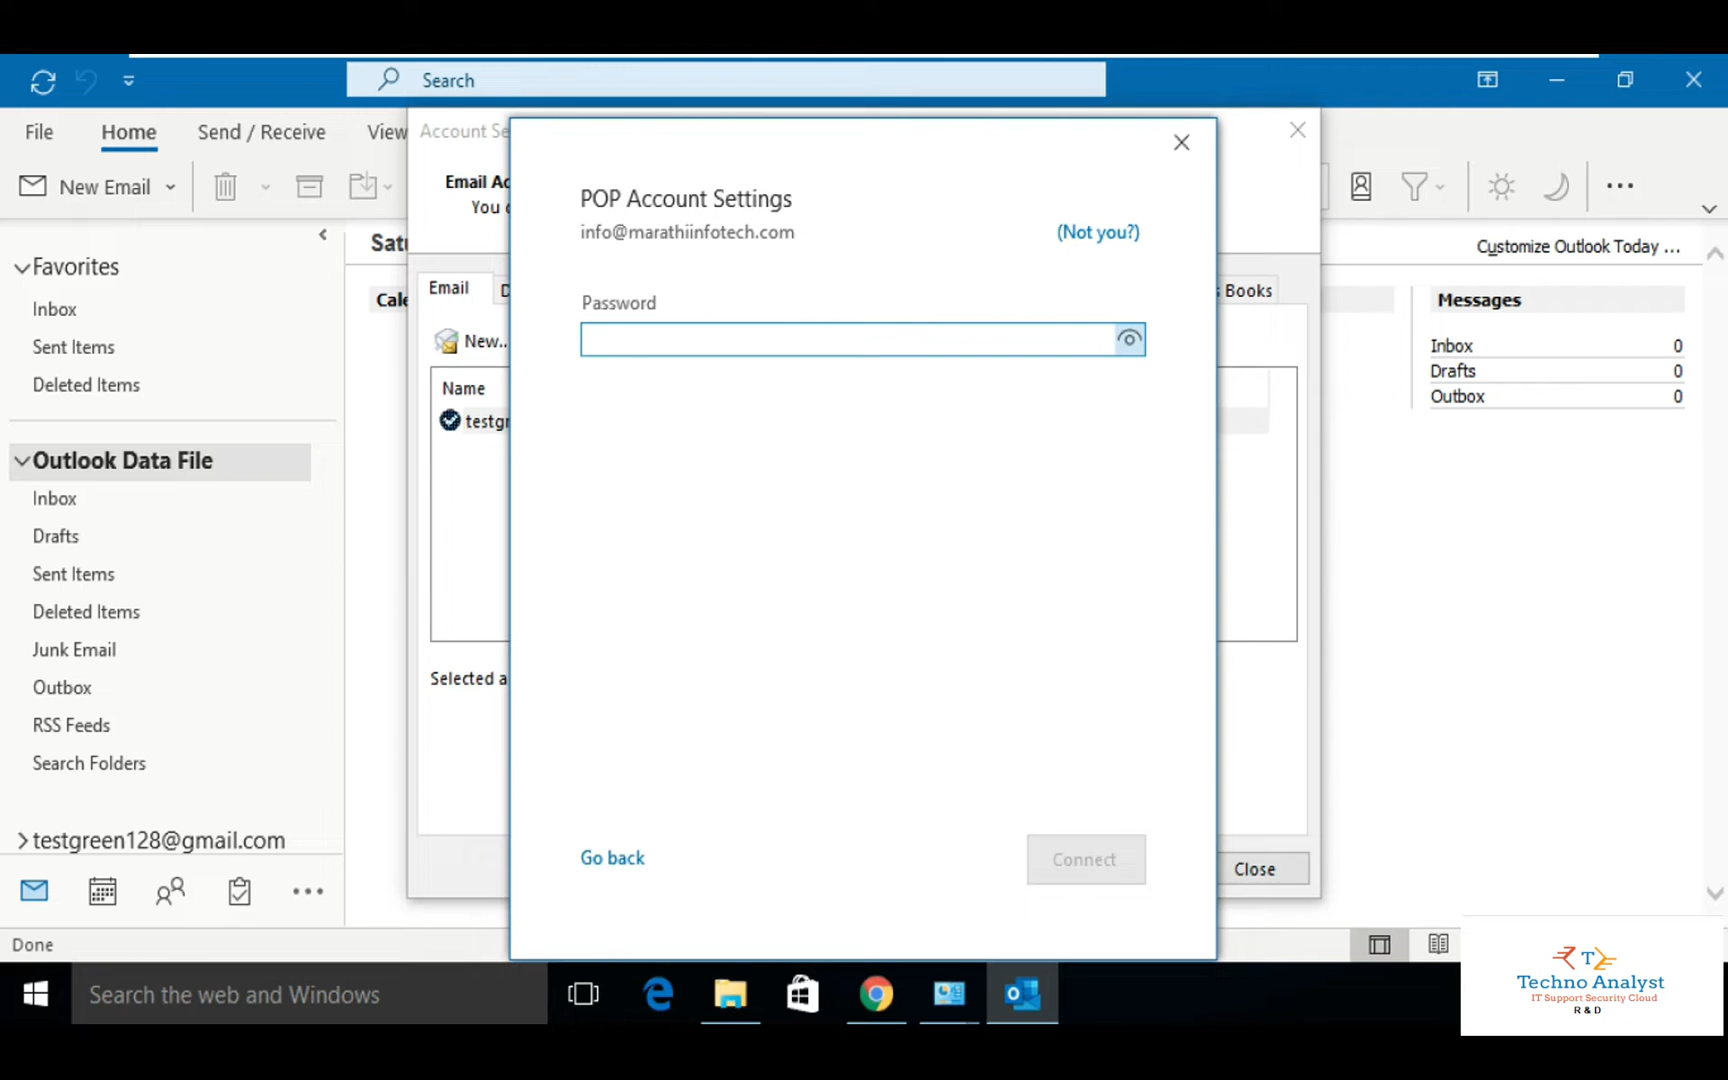 Search
File Home Send / Receive View
New Email
Account Se
Email Ac
You c
Email
D
s Books
New..
Name
testgr
Selected a
Close
POP Account Settings
info@marathiinfotech.com (Not you?)
Password
Go back
Connect
Favorites
Inbox
Sent Items
Deleted Items
Outlook Data File
Inbox
Drafts
Sent Items
Deleted Items
Junk Email
Outbox
RSS Feeds
Search Folders
testgreen128@gmail.com
Satu
Cale
Customize Outlook Today ...
Messages
Inbox 0
Drafts 0
Outbox 0
Done
Search the web and Windows
Techno Analyst
IT Support Security Cloud
R & D